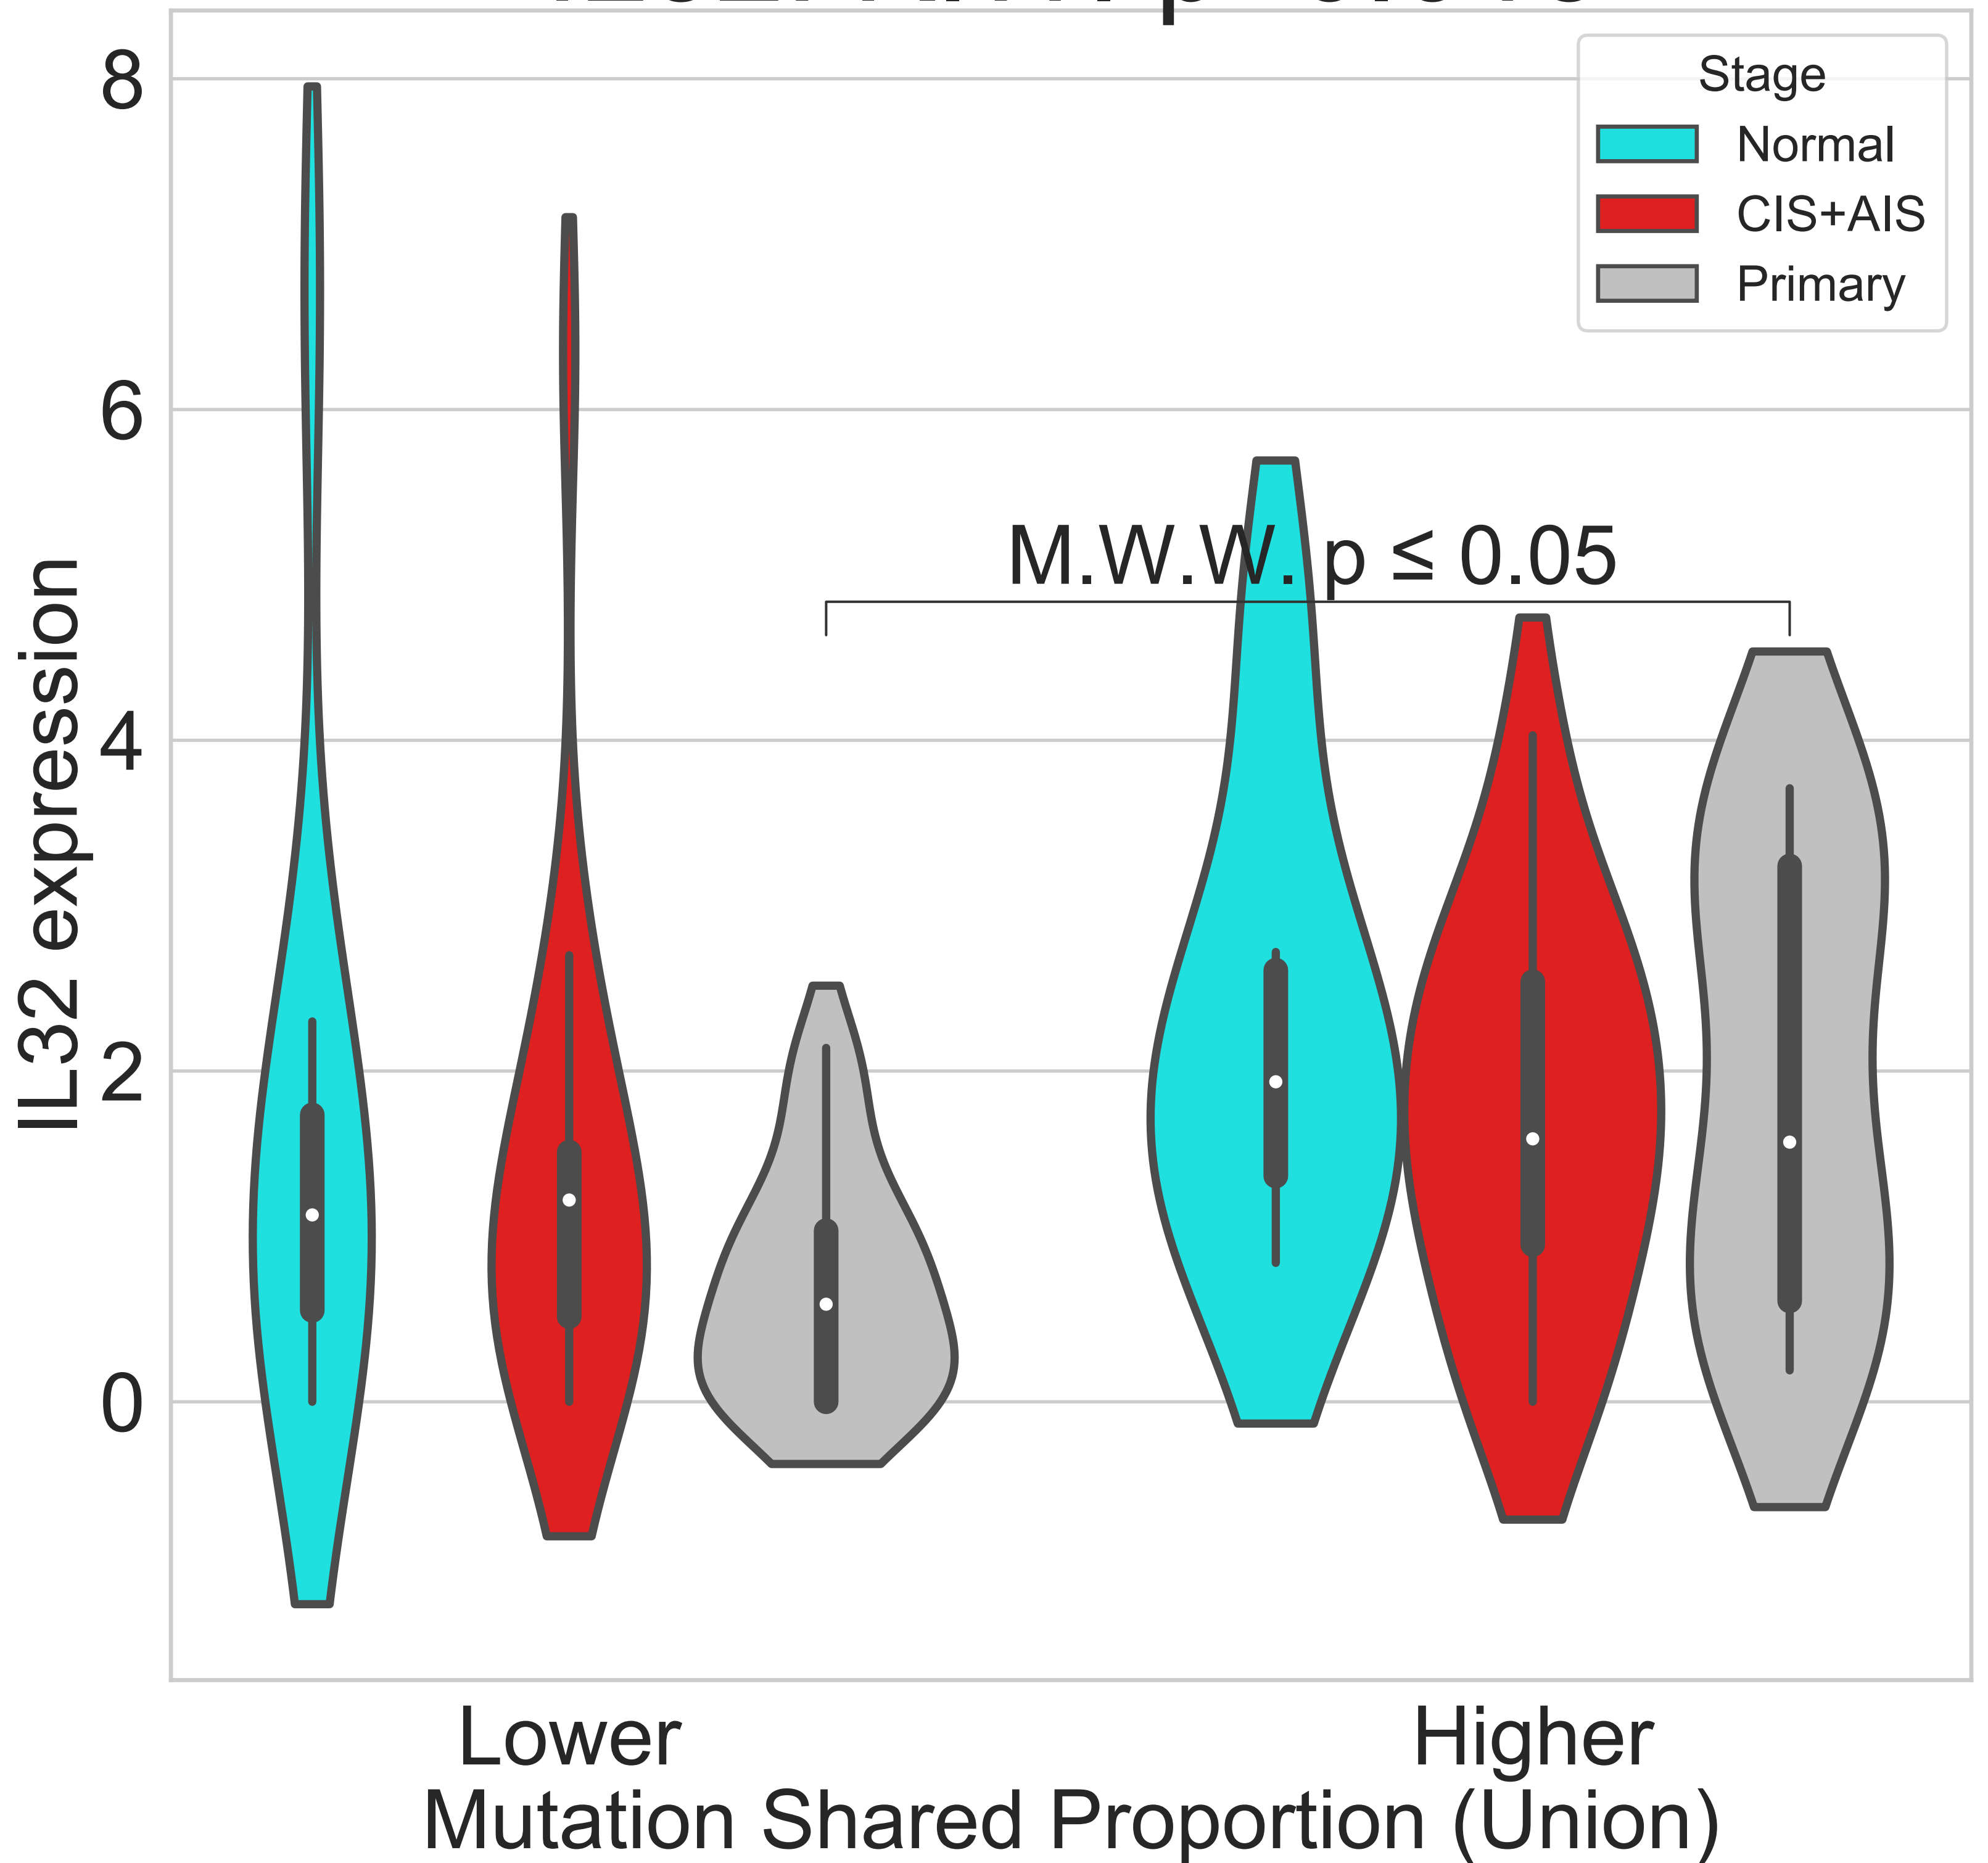 8
6
4
2
0
IL32 expression
Stage
Normal
CIS+AIS
Primary
M.W.W. p ≤ 0.05
Lower
Higher
Mutation Shared Proportion (Union)